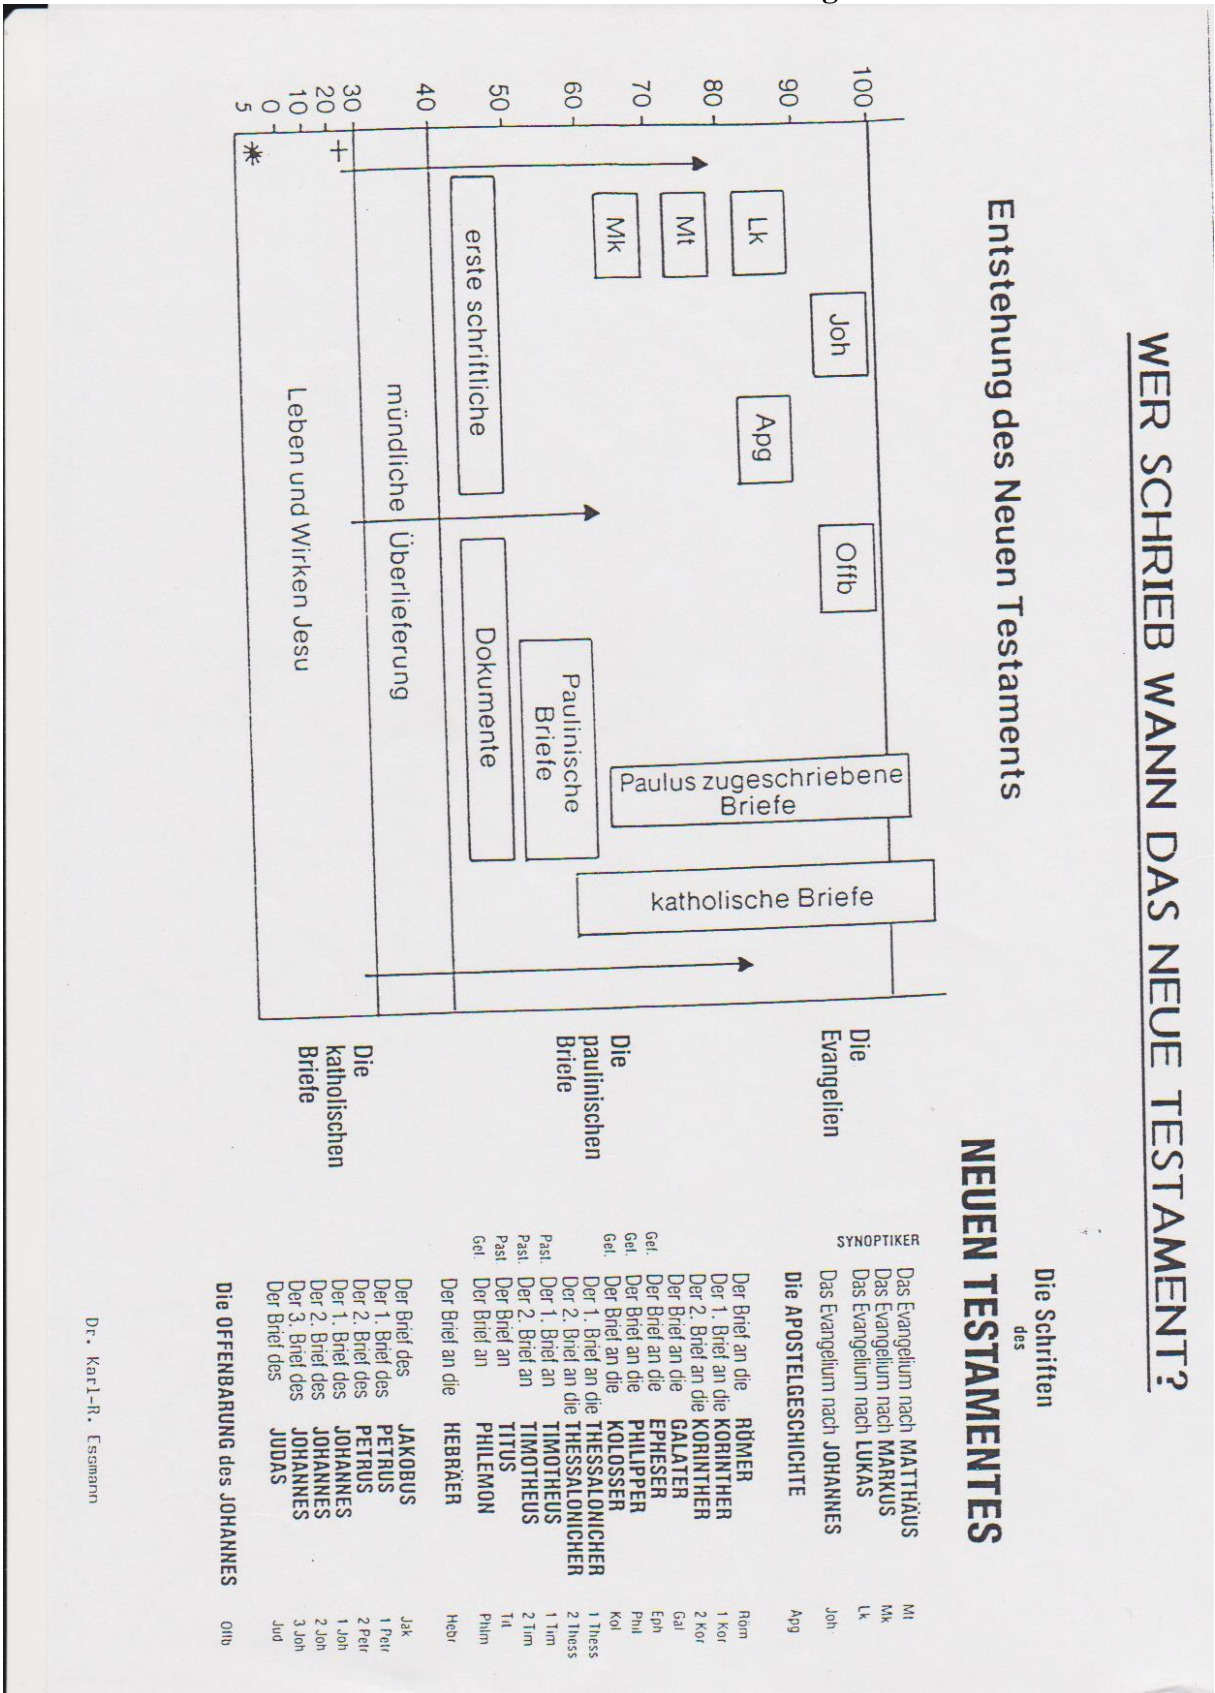 WER SCHRIEB WANN DAS NEUE TESTAMENT?
Entstehung des Neuen Testaments
100
90
80
70
60
50
40
30
20
10
0
5
Lk
Mt
Mk
Joh
Apg
Offb
erste schriftliche
Dokumente
Paulinische
Briefe
Paulus zugeschriebene
Briefe
katholische Briefe
mündliche Überlieferung
Leben und Wirken Jesu
Die Schriften
des
NEUEN TESTAMENTES
Die
Evangelien
SYNOPTIKER
Das Evangelium nach MATTHÄUS Mt
Das Evangelium nach MARKUS Mk
Das Evangelium nach LUKAS Lk
Das Evangelium nach JOHANNES Joh
Die APOSTELGESCHICHTE Apg
Die
paulinischen
Briefe
Der Brief an die RÖMER Röm
Der 1. Brief an die KORINTHER 1 Kor
Der 2. Brief an die KORINTHER 2 Kor
Der Brief an die GALATER Gal
Gef. Der Brief an die EPHESER Eph
Gef. Der Brief an die PHILIPPER Phil
Gef. Der Brief an die KOLOSSER Kol
Der 1. Brief an die THESSALONICHER 1 Thess
Der 2. Brief an die THESSALONICHER 2 Thess
Past. Der 1. Brief an TIMOTHEUS 1 Tim
Past. Der 2. Brief an TIMOTHEUS 2 Tim
Past. Der Brief an TITUS Tit
Gef. Der Brief an PHILEMON Phlm
Der Brief an die HEBRÄER Hebr
Die
katholischen
Briefe
Der Brief des JAKOBUS Jak
Der 1. Brief des PETRUS 1 Petr
Der 2. Brief des PETRUS 2 Petr
Der 1. Brief des JOHANNES 1 Joh
Der 2. Brief des JOHANNES 2 Joh
Der 3. Brief des JOHANNES 3 Joh
Der Brief des JUDAS Jud
Die OFFENBARUNG des JOHANNES Offb
Dr. Karl-R. Essmann